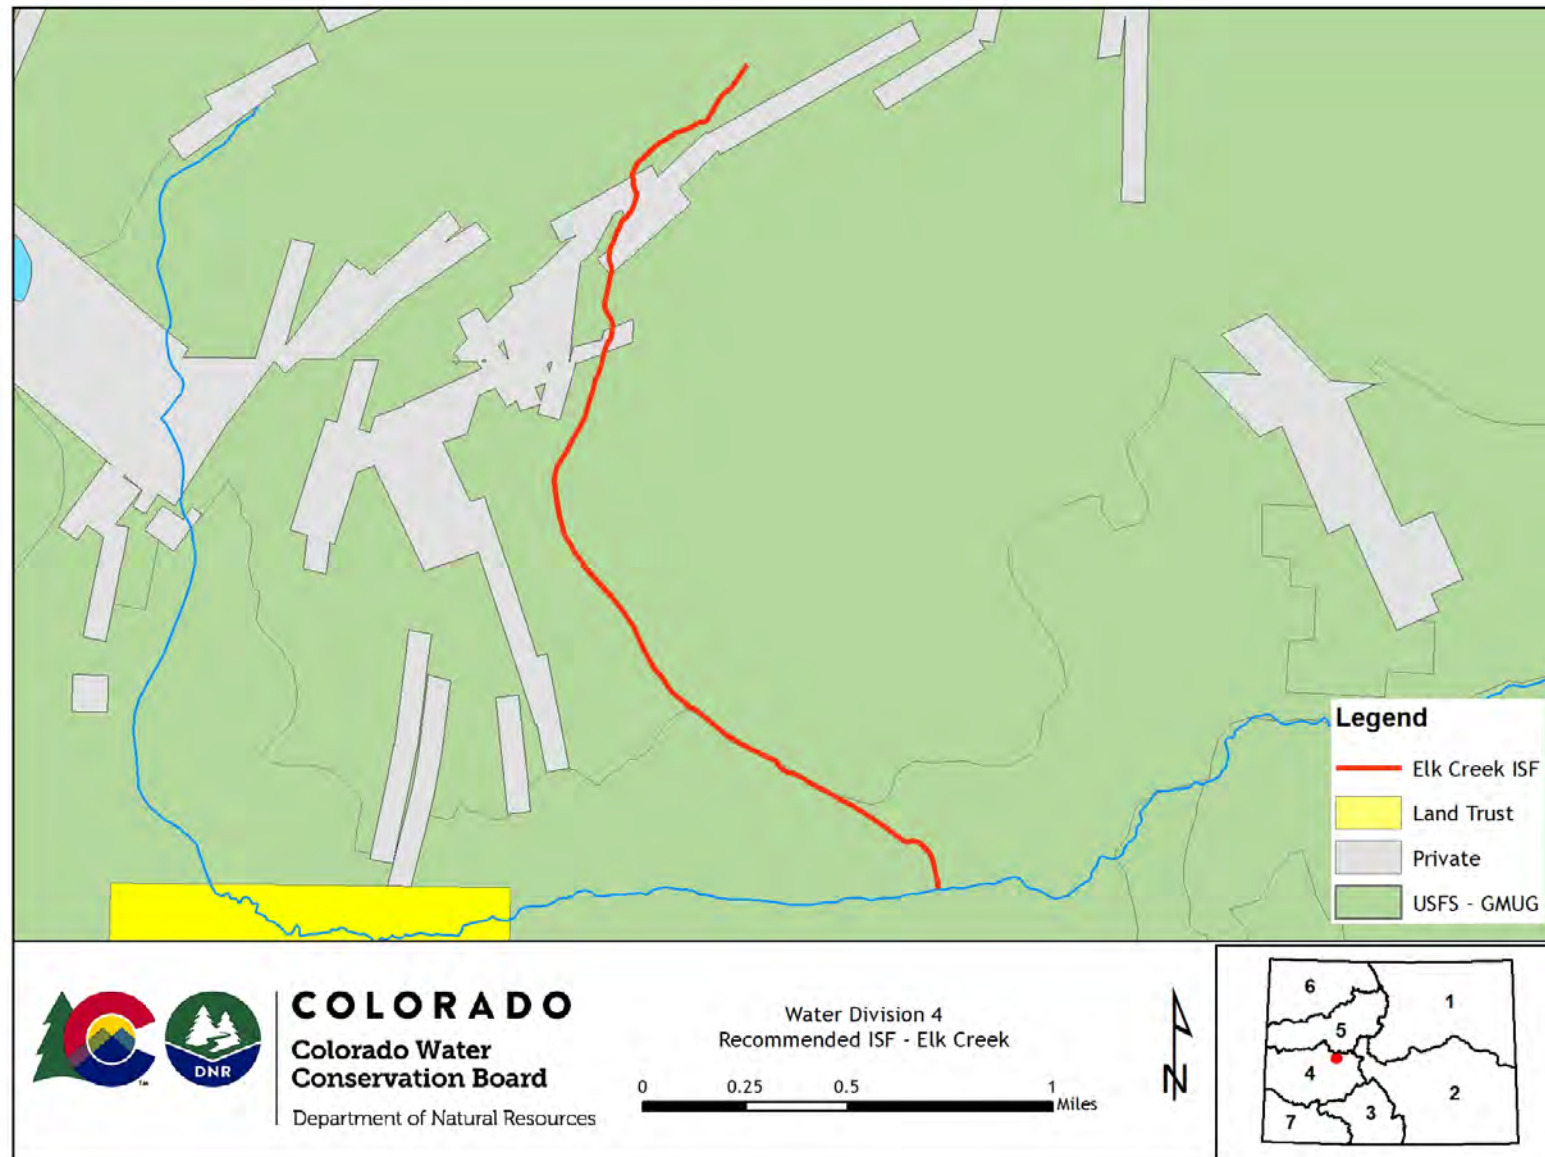 Legend
Elk Creek ISF
Land Trust
Private
USFS - GMUG
COLORADO
Colorado Water
Conservation Board
Department of Natural Resources
DNR
TM
Water Division 4
Recommended ISF - Elk Creek
0 0.25 0.5 1
Miles
N
6
1
5
4
2
3
7